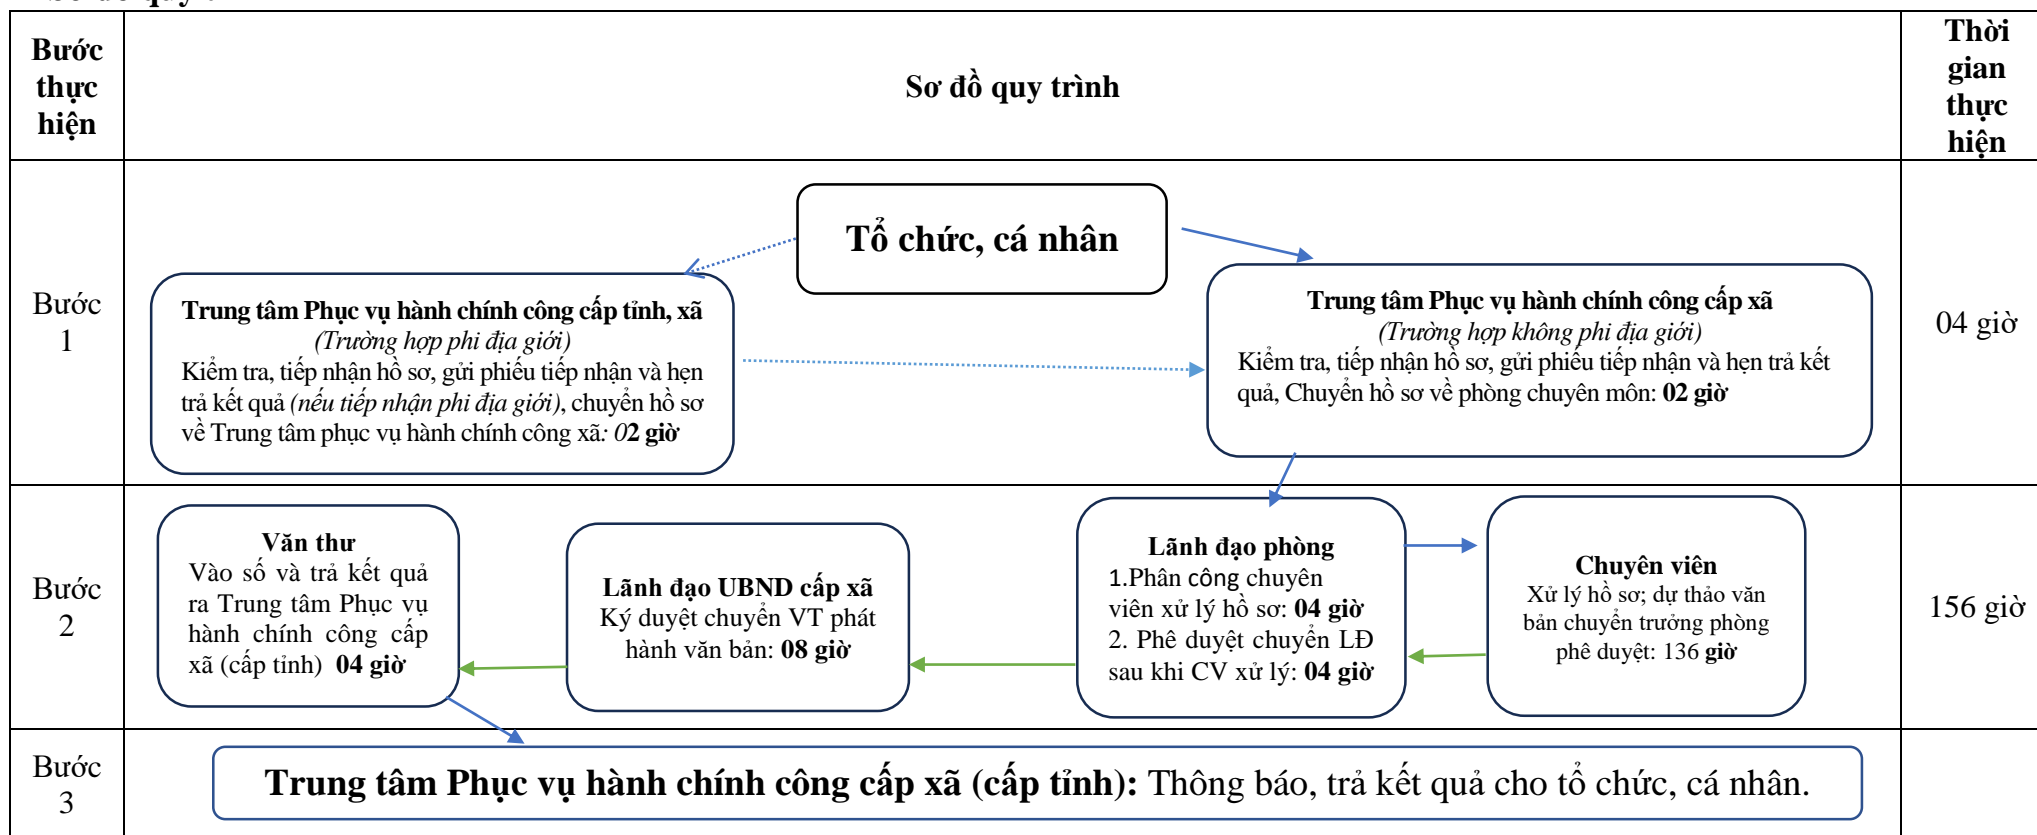 Bước
thực
hiện
Sơ đồ quy trình
Thời
gian
thực
hiện
Bước
1
Tổ chức, cá nhân
Trung tâm Phục vụ hành chính công cấp tỉnh, xã
(Trường hợp phi địa giới)
Kiểm tra, tiếp nhận hồ sơ, gửi phiếu tiếp nhận và hẹn
trả kết quả (nếu tiếp nhận phi địa giới), chuyển hồ sơ
về Trung tâm phục vụ hành chính công xã: 02 giờ
Trung tâm Phục vụ hành chính công cấp xã
(Trường hợp không phi địa giới)
Kiểm tra, tiếp nhận hồ sơ, gửi phiếu tiếp nhận và hẹn trả kết
quả, Chuyển hồ sơ về phòng chuyên môn: 02 giờ
04 giờ
Bước
2
Văn thư
Vào số và trả kết quả
ra Trung tâm Phục vụ
hành chính công cấp
xã (cấp tỉnh) 04 giờ
Lãnh đạo UBND cấp xã
Ký duyệt chuyển VT phát
hành văn bản: 08 giờ
Lãnh đạo phòng
1.Phân công chuyên
viên xử lý hồ sơ: 04 giờ
2. Phê duyệt chuyển LĐ
sau khi CV xử lý: 04 giờ
Chuyên viên
Xử lý hồ sơ; dự thảo văn
bản chuyển trưởng phòng
phê duyệt: 136 giờ
156 giờ
Bước
3
Trung tâm Phục vụ hành chính công cấp xã (cấp tỉnh): Thông báo, trả kết quả cho tổ chức, cá nhân.